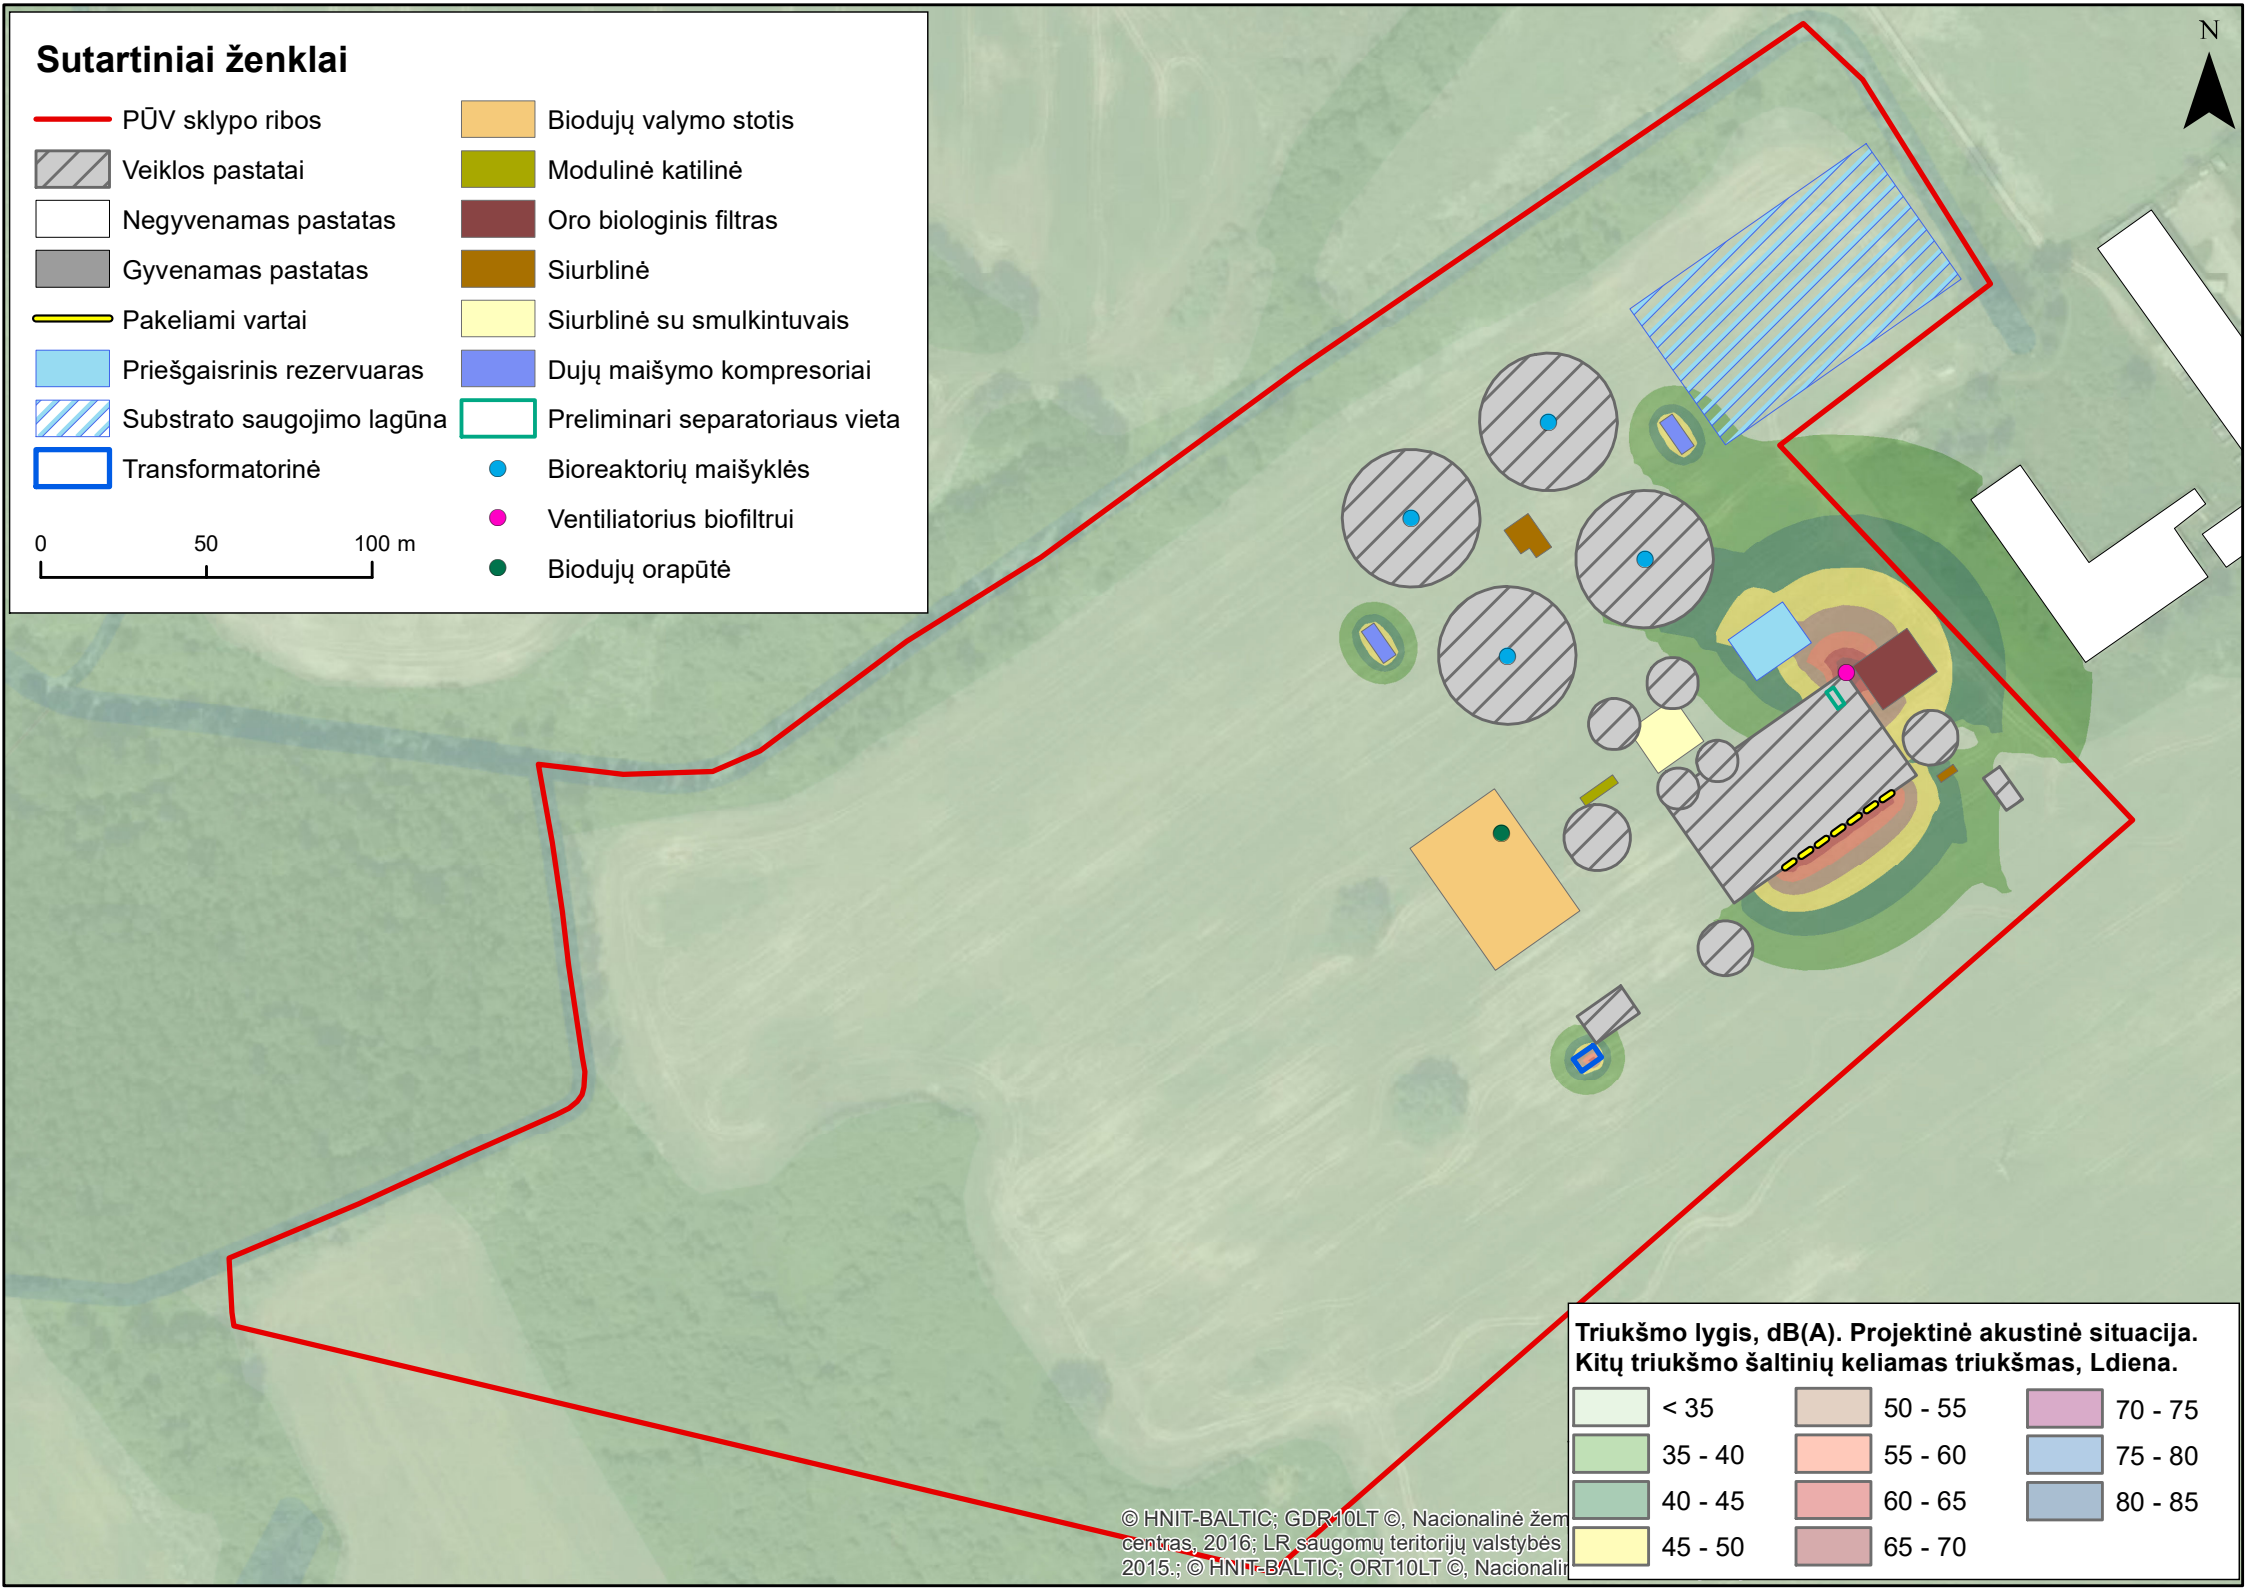 Sutartiniai ženklai
PŪV sklypo ribos
Veiklos pastatai
Negyvenamas pastatas
Gyvenamas pastatas
Pakeliami vartai
Priešgaisrinis rezervuaras
Substrato saugojimo lagūna
Transformatorinė
0 50 100 m
Biodujų valymo stotis
Modulinė katilinė
Oro biologinis filtras
Siurblinė
Siurblinė su smulkintuvais
Dujų maišymo kompresoriai
Preliminari separatoriaus vieta
Bioreaktorių maišyklės
Ventiliatorius biofiltrui
Biodujų orapūtė
N
© HNIT-BALTIC; GDR10LT ©, Nacionalinė žem
centras, 2016; LR saugomų teritorijų valstybės
2015.; © HNIT-BALTIC; ORT10LT ©, Nacionalin
Triukšmo lygis, dB(A). Projektinė akustinė situacija.
Kitų triukšmo šaltinių keliamas triukšmas, Ldiena.
< 35
35 - 40
40 - 45
45 - 50
50 - 55
55 - 60
60 - 65
65 - 70
70 - 75
75 - 80
80 - 85